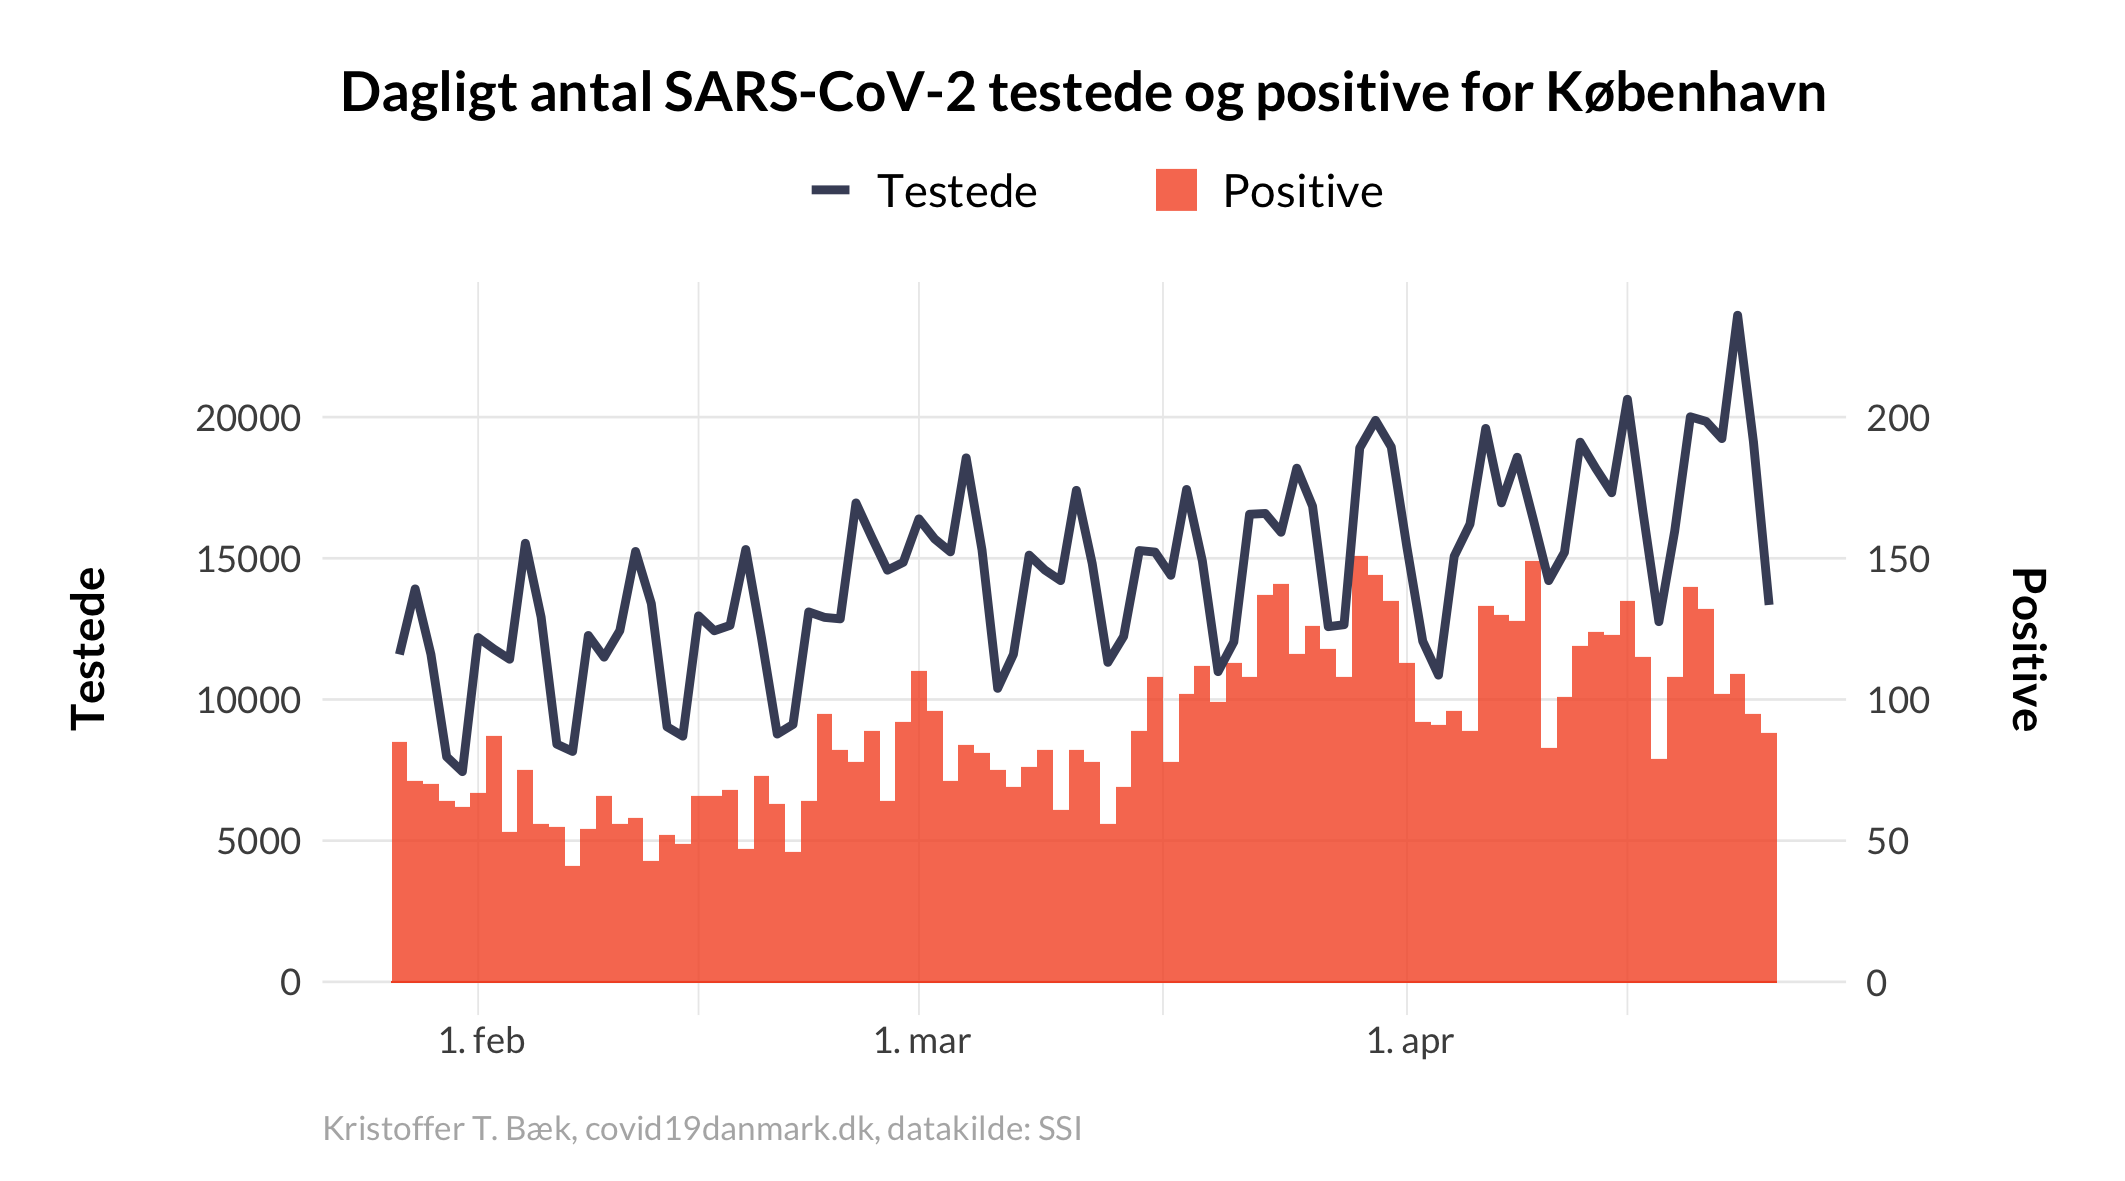 Dagligt antal SARS-CoV-2 testede og positive for København
Testede
Positive
Testede
20000
15000
10000
5000
0
200
150
100
50
0
Positive
1. feb
1. mar
1. apr
Kristoffer T. Bæk, covid19danmark.dk, datakilde: SSI